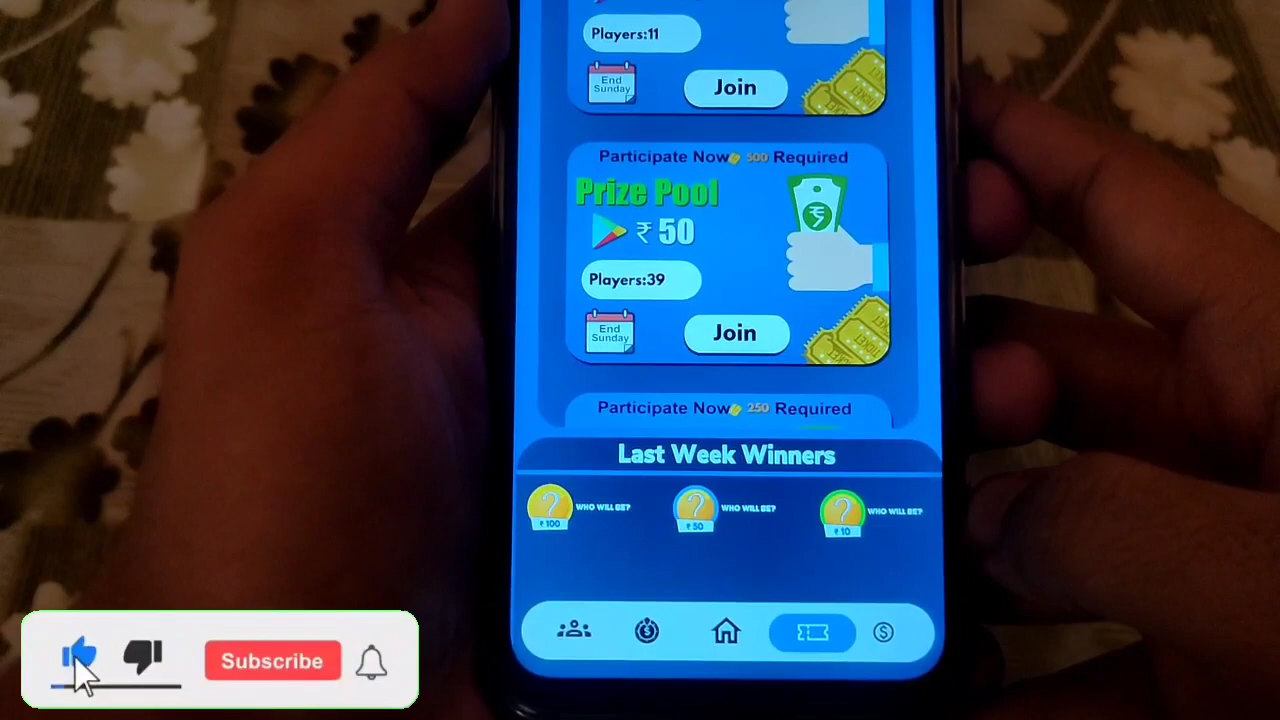 Players:11
End
Sunday
Join
Participate Now 500 Required
Prize Pool
₹ 50
Players:39
End
Sunday
Join
Participate Now 250 Required
Last Week Winners
? WHO WILL BE?
₹ 100
? WHO WILL BE?
₹ 50
? WHO WILL BE?
₹ 10
Subscribe